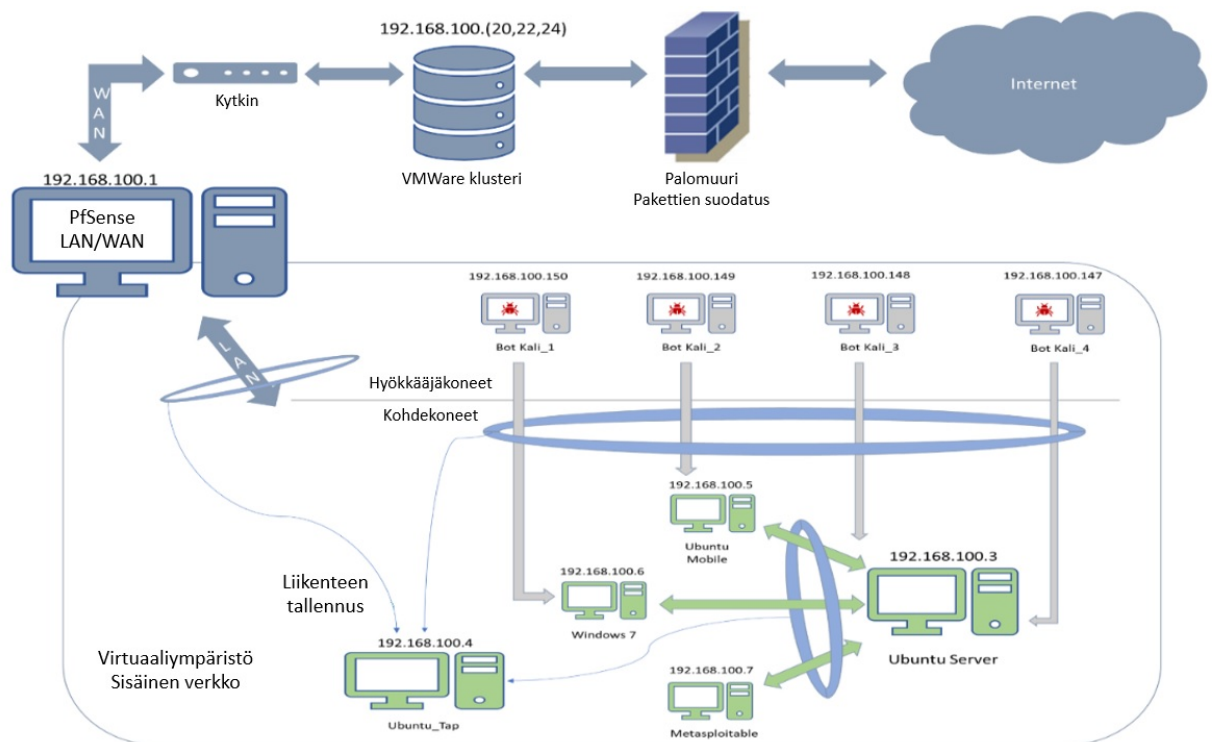 192.168.100.(20,22,24)
Internet
WAN
Kytkin
VMWare klusteri
Palomuuri
Pakettien suodatus
192.168.100.1
PfSense
LAN/WAN
192.168.100.150
192.168.100.149
192.168.100.148
192.168.100.147
Bot Kali_1
Bot Kali_2
Bot Kali_3
Bot Kali_4
LAN
Hyökkääjäkoneet
Kohdekoneet
192.168.100.5
Ubuntu
Mobile
192.168.100.3
192.168.100.6
Windows 7
Liikenteen
tallennus
192.168.100.4
Ubuntu Server
Virtuaaliympäristö
Sisäinen verkko
192.168.100.7
Ubuntu_Tap
Metasploitable